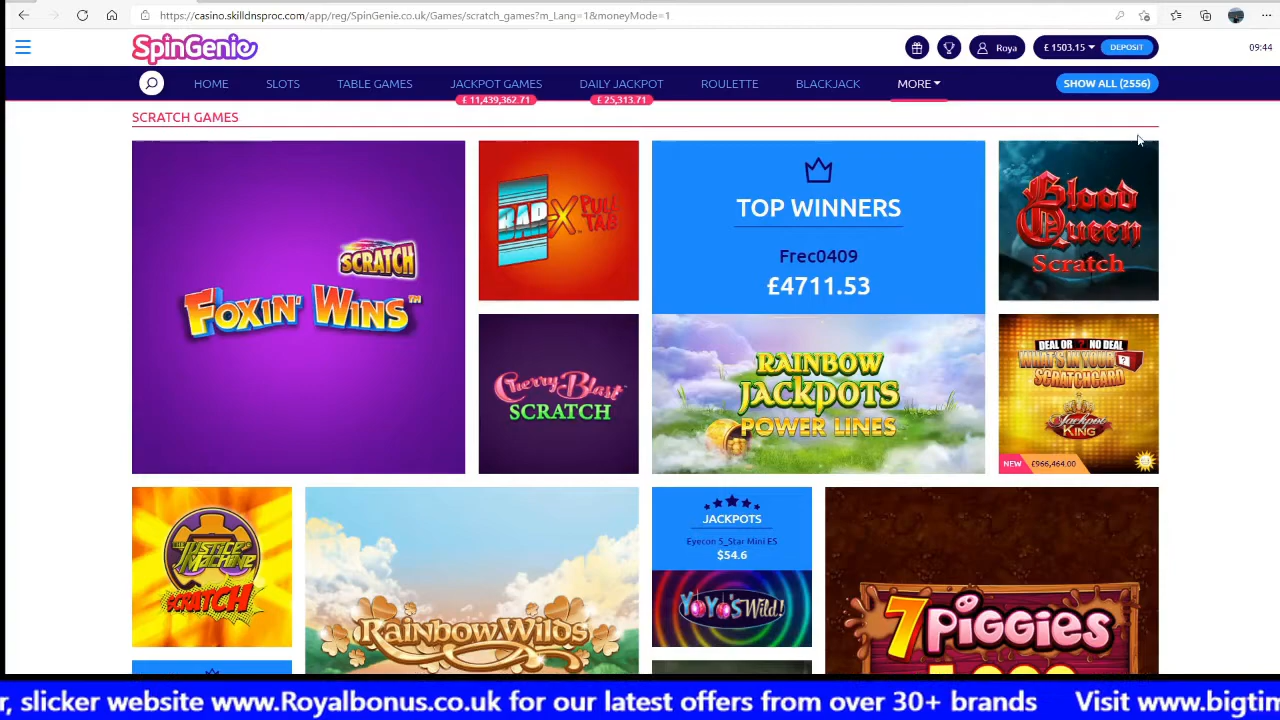 https://casino.skilldnsproc.com/app/reg/SpinGenie.co.uk/Games/scratch_games?m_Lang=1&moneyMode=1
SpinGenie
Roya
£ 1503.15
DEPOSIT
09:44
HOME
SLOTS
TABLE GAMES
JACKPOT GAMES
£ 11,439,362.71
DAILY JACKPOT
£ 25,313.71
ROULETTE
BLACKJACK
MORE
SHOW ALL (2556)
SCRATCH GAMES
SCRATCH
FOXIN' WINS™
BAR-X PULL
TAB
CHERRY BLAST™
SCRATCH
TOP WINNERS
Frec0409
£4711.53
RAINBOW
JACKPOTS
POWER LINES
Blood
Queen
Scratch
DEAL OR NO DEAL
WHAT'S IN YOUR
SCRATCHCARD
?
Jackpot
KING
NEW
£966,464.00
JUSTICE
MACHINE
SCRATCH
RAINBOW WILDS
JACKPOTS
Eyecon 5_Star Mini ES
$54.6
YoYo'S Wild!
7 Piggies
r, slicker website www.Royalbonus.co.uk for our latest offers from over 30+ brands Visit www.bigtim